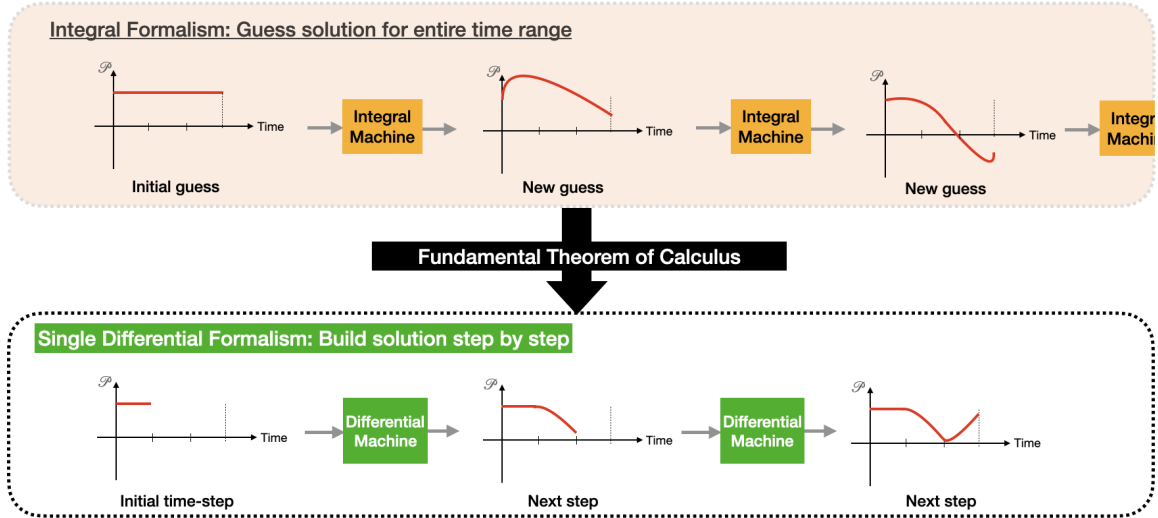 Integral Formalism: Guess solution for entire time range
𝒫
Time
Initial guess
Integral
Machine
𝒫
Time
New guess
Integral
Machine
𝒫
Time
New guess
Fundamental Theorem of Calculus
Single Differential Formalism: Build solution step by step
𝒫
Time
Initial time-step
Differential
Machine
𝒫
Time
Next step
Differential
Machine
𝒫
Time
Next step